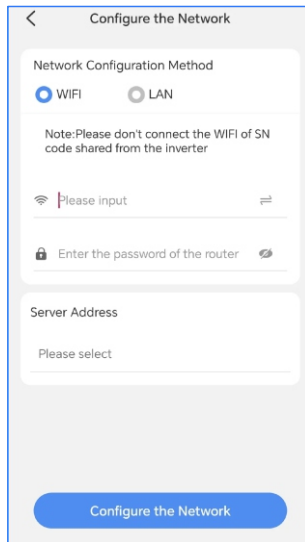 Configure the Network
Network Configuration Method
WIFI LAN
Note:Please don't connect the WIFI of SN
code shared from the inverter
Please input
Enter the password of the router
Server Address
Please select
Configure the Network